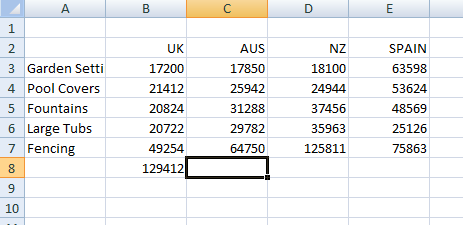 A B C D E
1
2 UK AUS NZ SPAIN
3 Garden Setti 17200 17850 18100 63598
4 Pool Covers 21412 25942 24944 53624
5 Fountains 20824 31288 37456 48569
6 Large Tubs 20722 29782 35963 25126
7 Fencing 49254 64750 125811 75863
8 129412
9
10